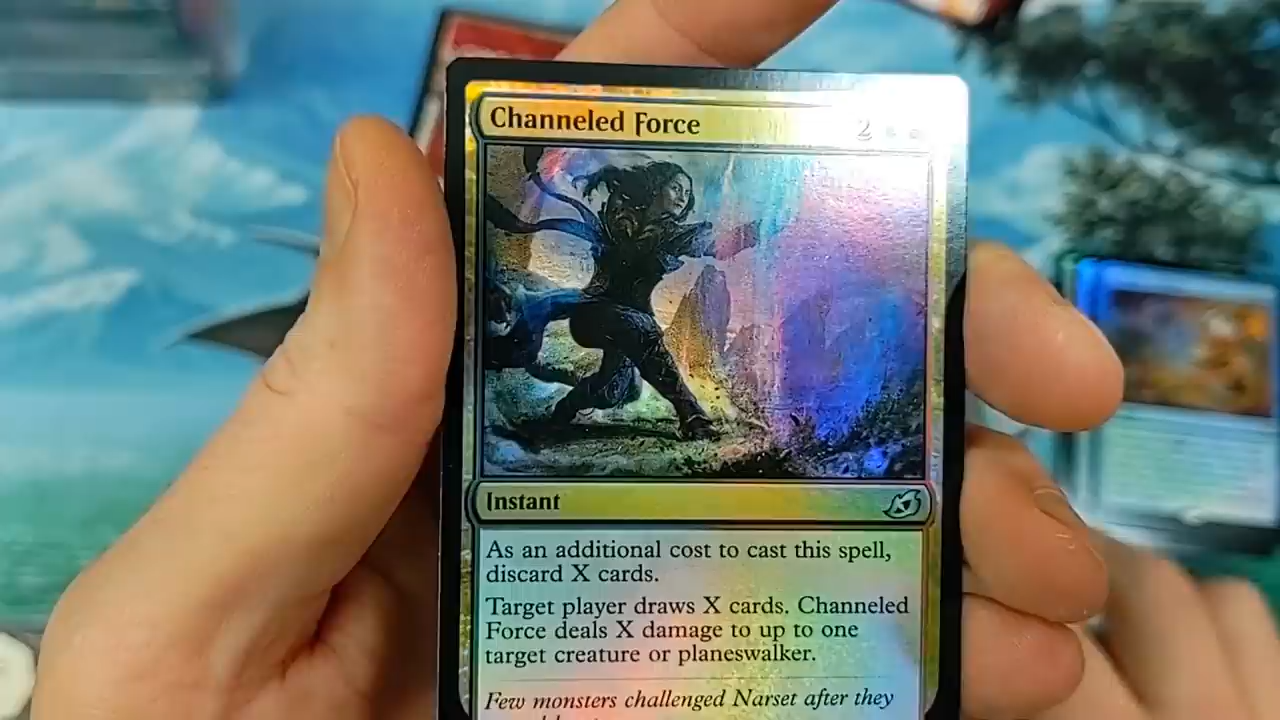 Channeled Force 2
Instant
As an additional cost to cast this spell,
discard X cards.
Target player draws X cards. Channeled
Force deals X damage to up to one
target creature or planeswalker.
Few monsters challenged Narset after they